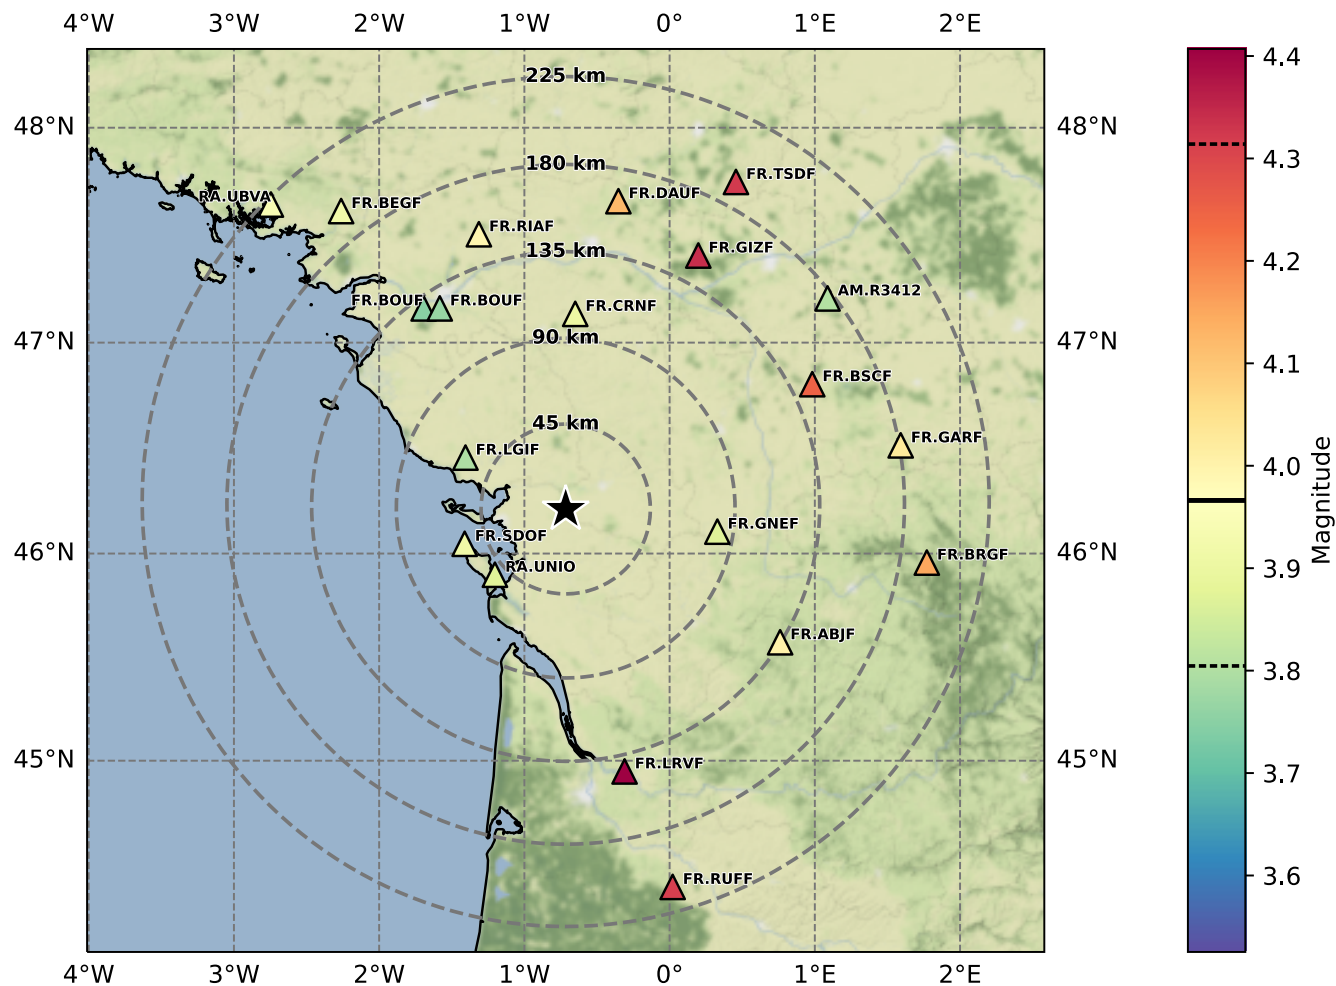 4°W 3°W 2°W 1°W 0° 1°E 2°E
4.4
225 km
48°N 48°N
4.3
180 km
FR.TSDF
RA.UBVA FR.BEGF FR.DAUF
FR.RIAF
135 km FR.GIZF
4.2
FR.BOUF FR.BOUF AM.R3412
FR.CRNF
90 km
47°N 47°N
4.1
FR.BSCF
45 km
FR.LGIF FR.GARF
4.0
Magnitude
FR.SDOF FR.GNEF
46°N 46°N
FR.BRGF
RA.UNIO
3.9
FR.ABJF
3.8
45°N 45°N
FR.LRVF
3.7
FR.RUFF
3.6
4°W 3°W 2°W 1°W 0° 1°E 2°E